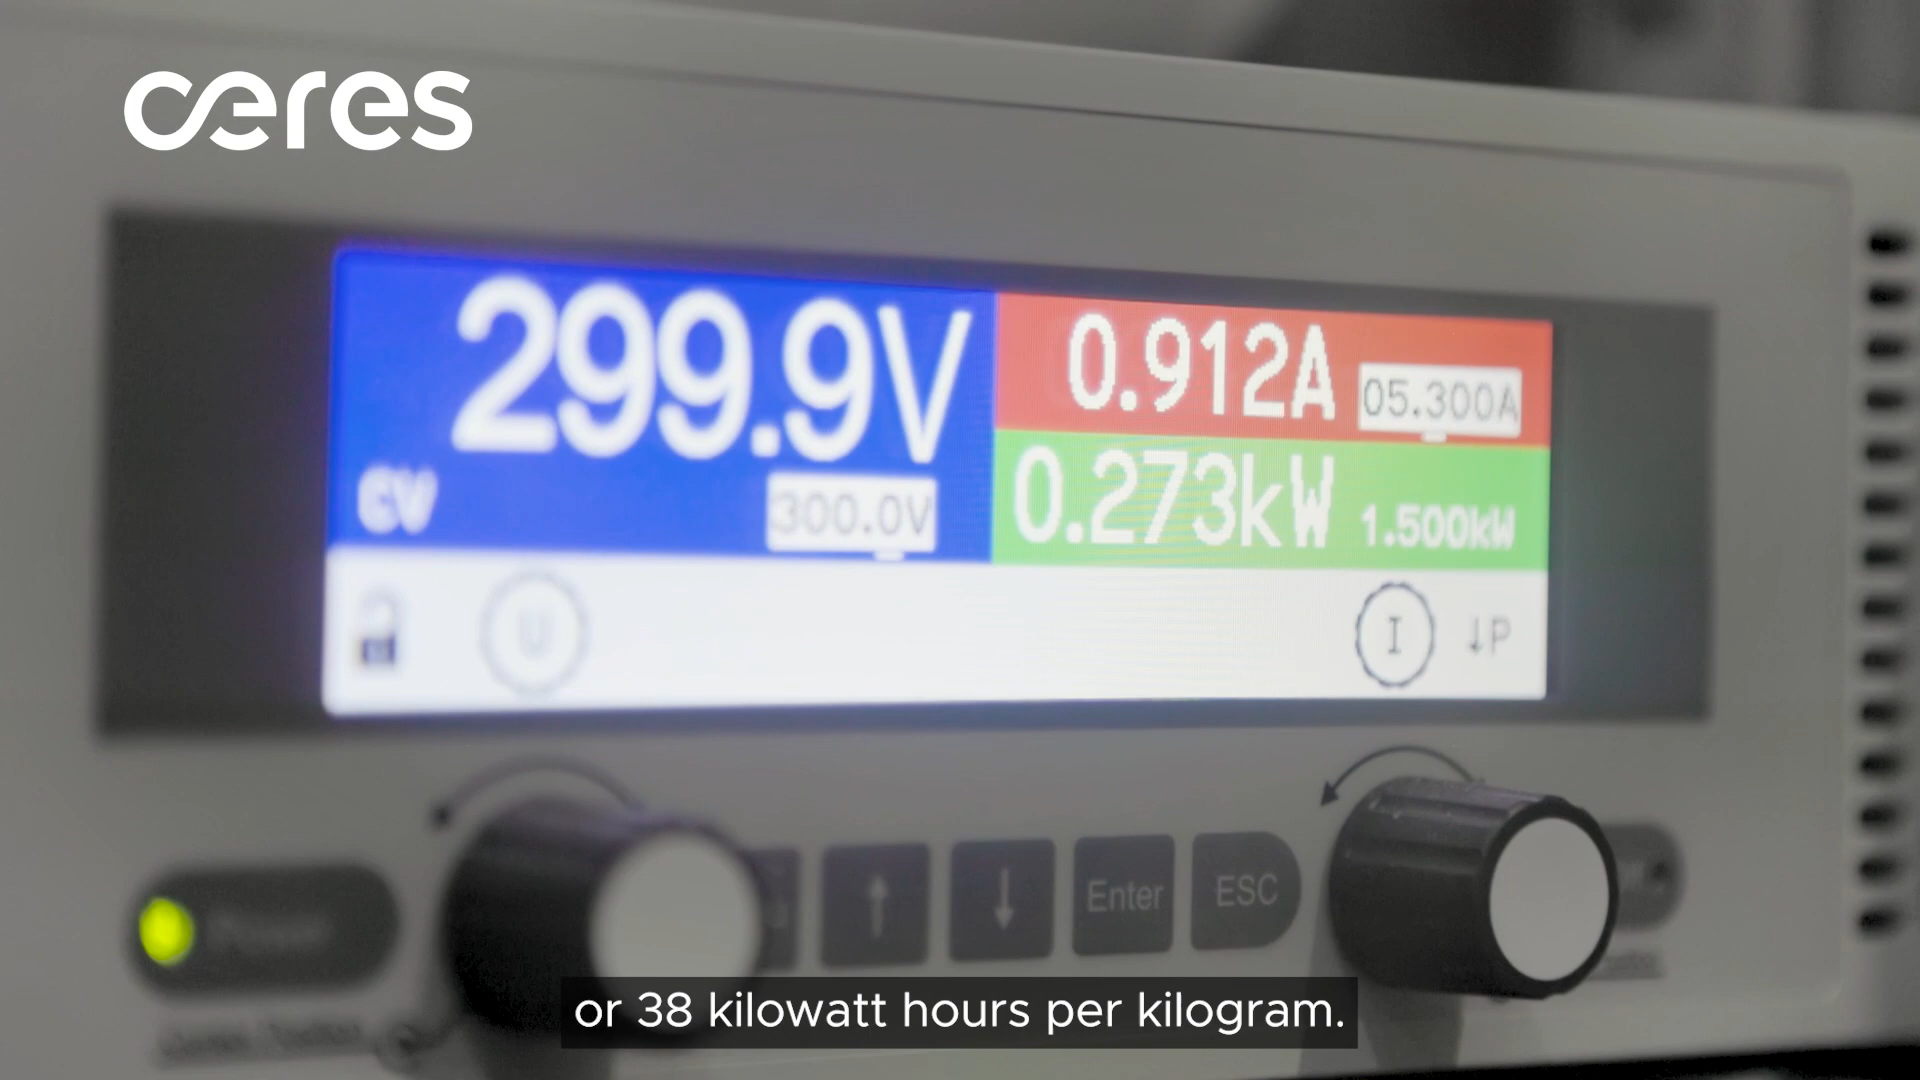 ceres
299.9V
0.912A
05.300A
CV
300.0V
0.273kW
1.500kW
U
I
↓P
↑
↓
Enter
ESC
or 38 kilowatt hours per kilogram.